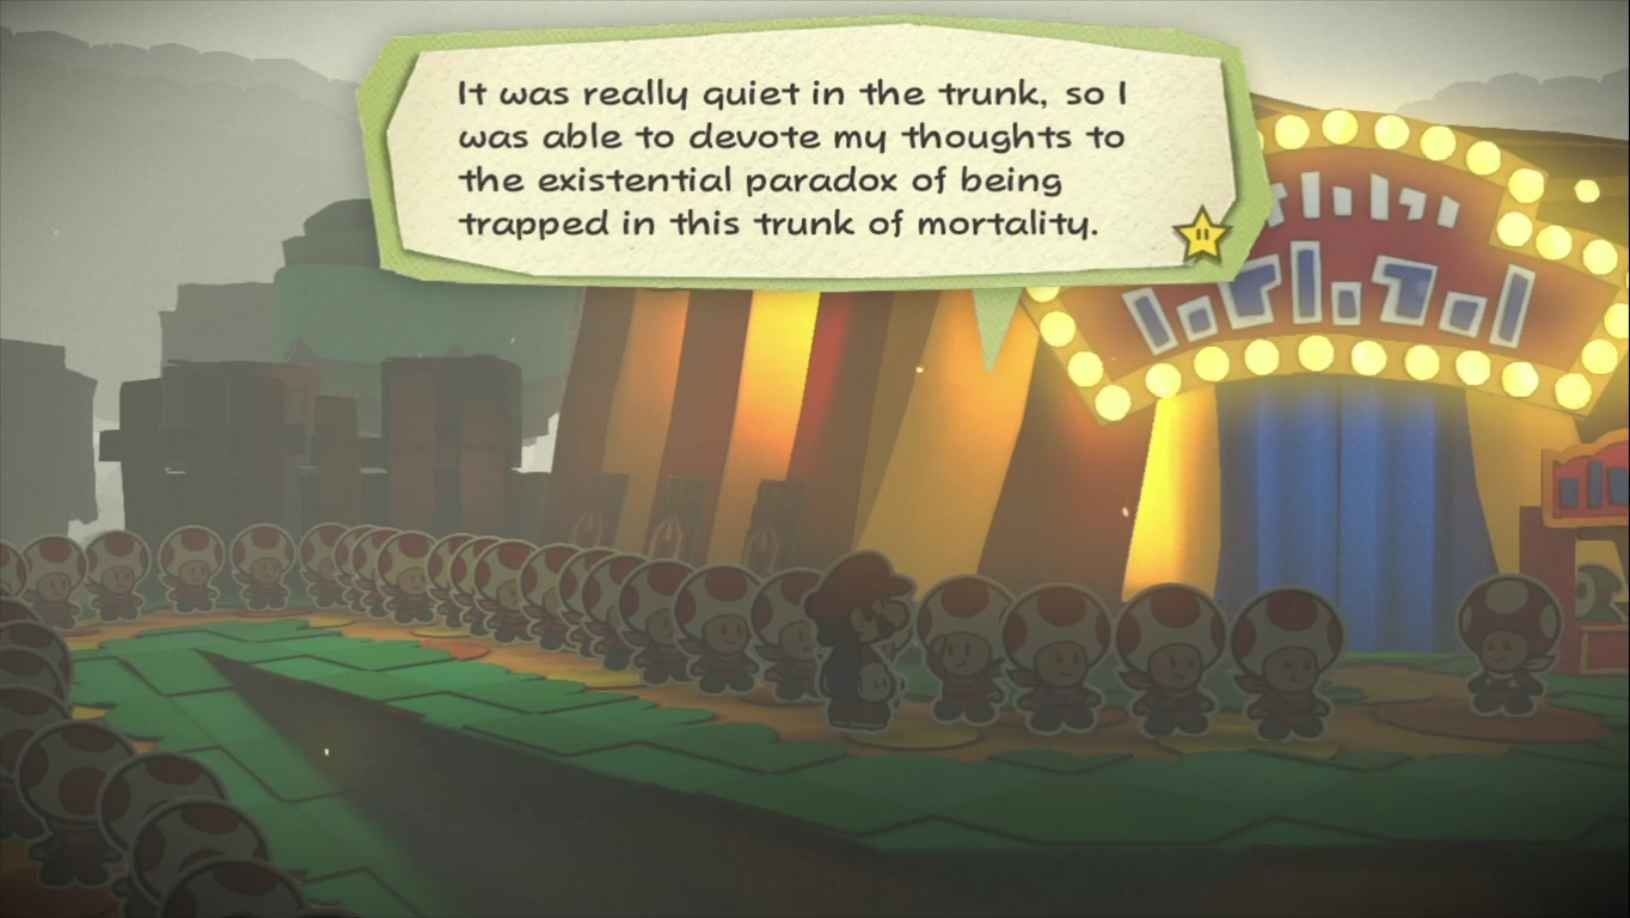 It was really quiet in the trunk, so I
was able to devote my thoughts to
the existential paradox of being
trapped in this trunk of mortality.